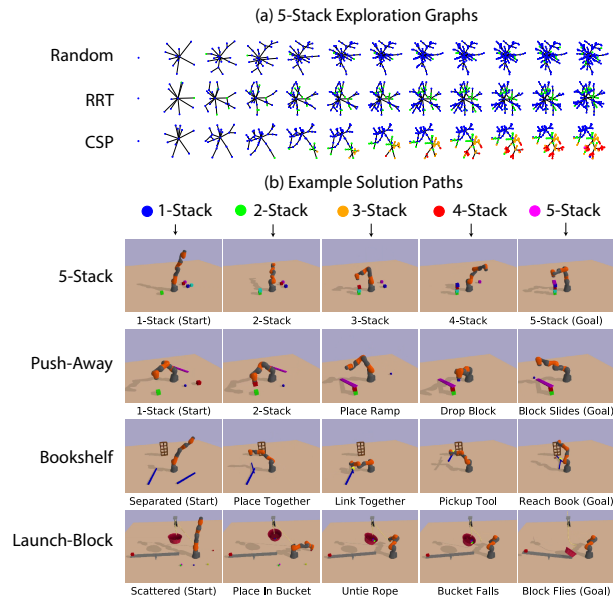 (a) 5-Stack Exploration Graphs
Random
RRT
CSP
(b) Example Solution Paths
1-Stack 2-Stack 3-Stack 4-Stack 5-Stack
5-Stack
1-Stack (Start) 2-Stack 3-Stack 4-Stack 5-Stack (Goal)
Push-Away
1-Stack (Start) 2-Stack Place Ramp Drop Block Block Slides (Goal)
Bookshelf
Separated (Start) Place Together Link Together Pickup Tool Reach Book (Goal)
Launch-Block
Scattered (Start) Place In Bucket Untie Rope Bucket Falls Block Flies (Goal)